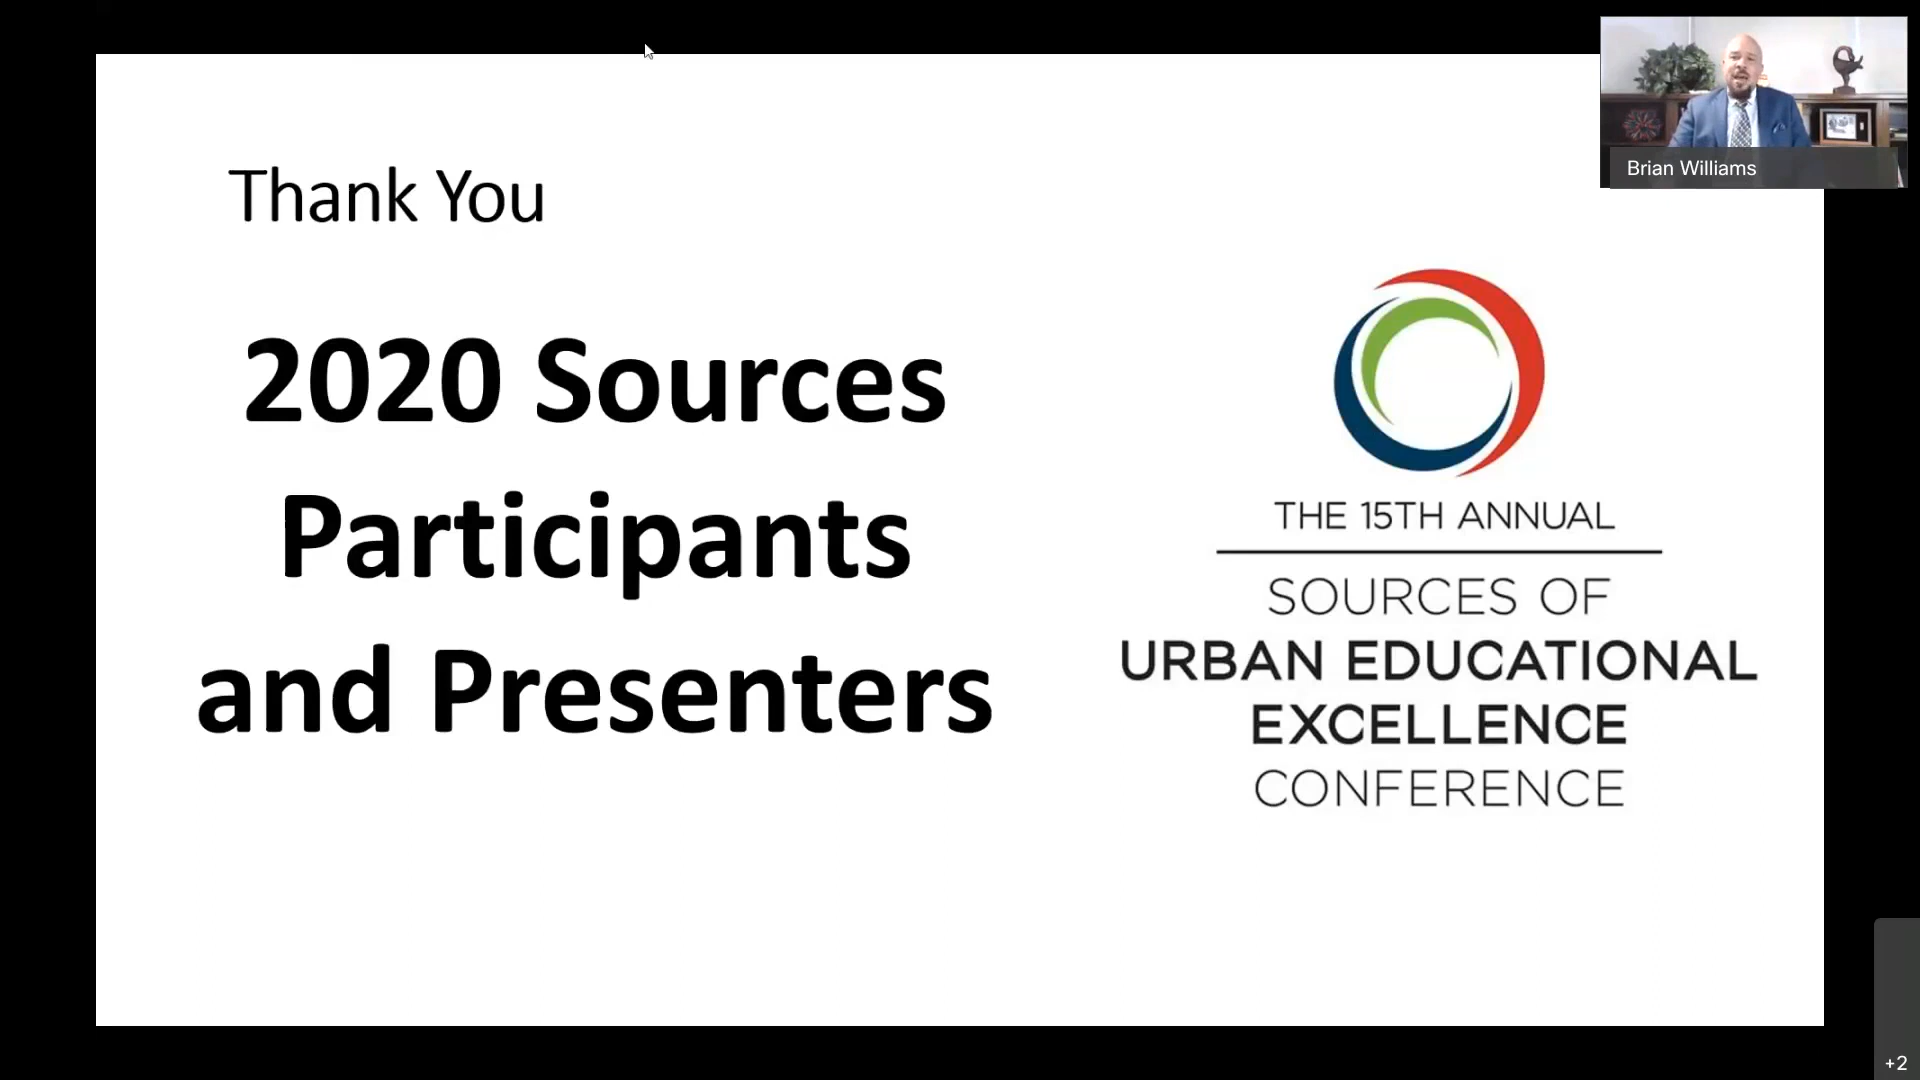 Brian Williams
Thank You
2020 Sources
Participants
and Presenters
THE 15TH ANNUAL
SOURCES OF
URBAN EDUCATIONAL
EXCELLENCE
CONFERENCE
+2